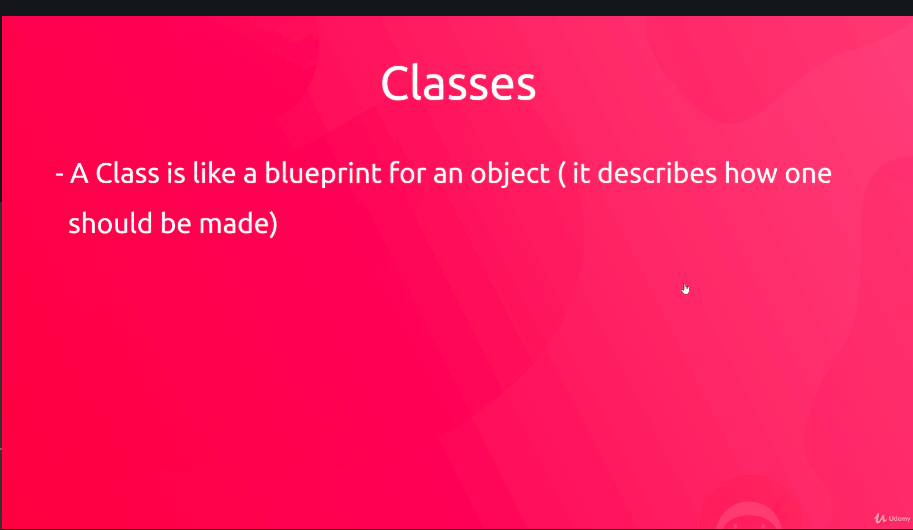 Classes
- A Class is like a blueprint for an object ( it describes how one
should be made)
Udemy